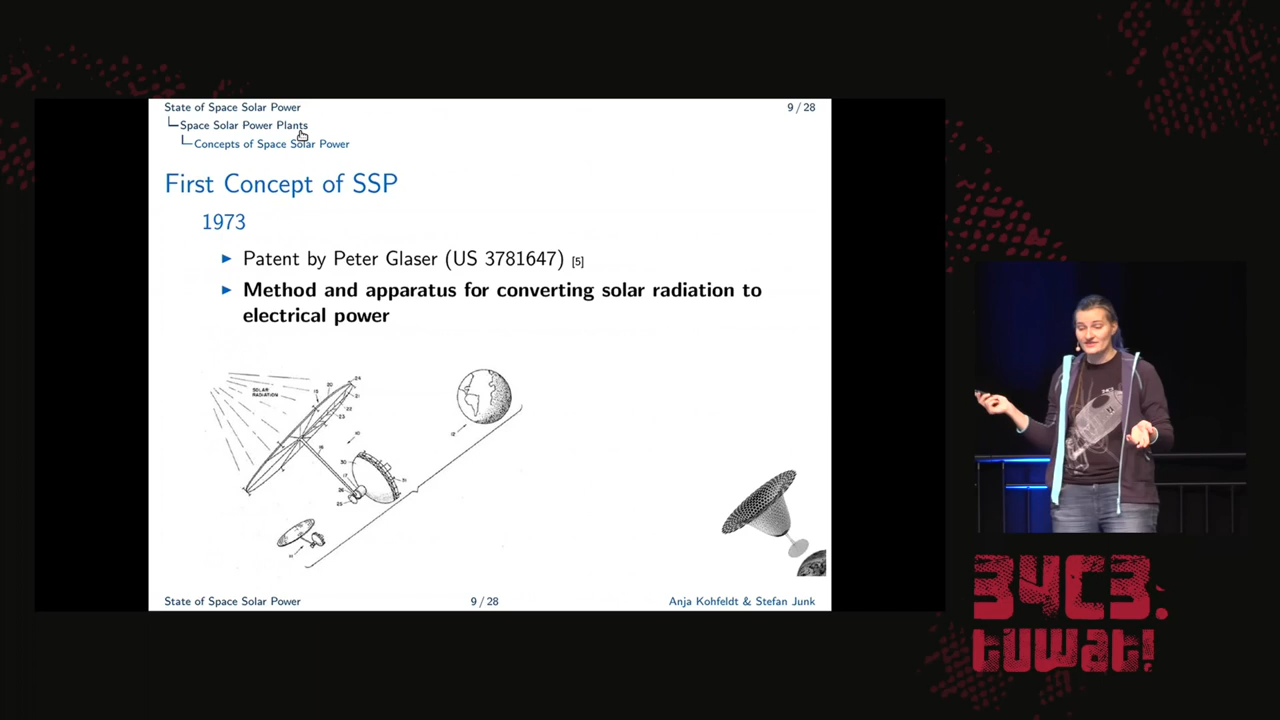 State of Space Solar Power
9 / 28
Space Solar Power Plants
Concepts of Space Solar Power
First Concept of SSP
1973
Patent by Peter Glaser (US 3781647) [5]
Method and apparatus for converting solar radiation to
electrical power
SOLAR
RADIATION
State of Space Solar Power
9 / 28
Anja Kohfeldt & Stefan Junk
34C3.
tuwat!